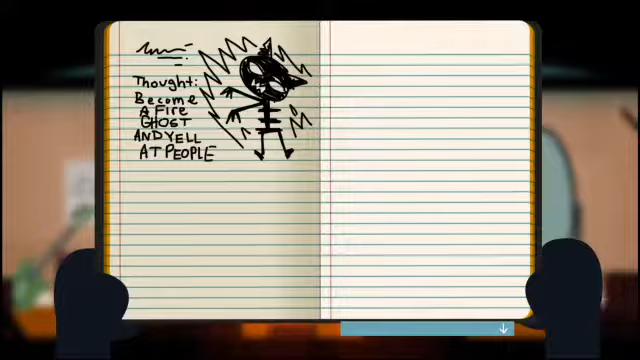 Thought:
Become
A Fire
GHOST
AND YELL
AT PEOPLE